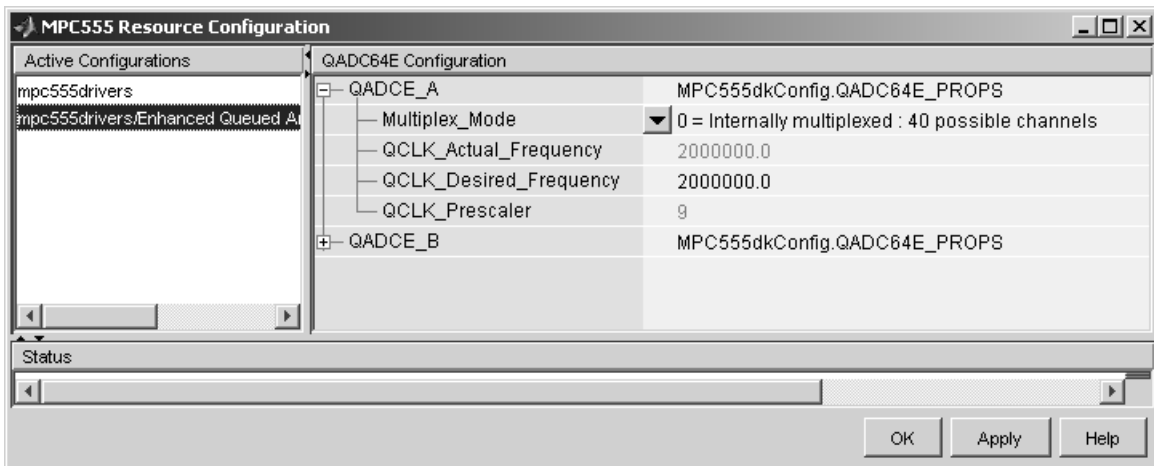 MPC555 Resource Configuration
Active Configurations
QADC64E Configuration
mpc555drivers
mpc555drivers/Enhanced Queued
QADCE_A MPC555dkConfig.QADC64E_PROPS
Multiplex_Mode 0 = Internally multiplexed : 40 possible channels
QCLK_Actual_Frequency 2000000.0
QCLK_Desired_Frequency 2000000.0
QCLK_Prescaler 9
QADCE_B MPC555dkConfig.QADC64E_PROPS
Status
OK Apply Help